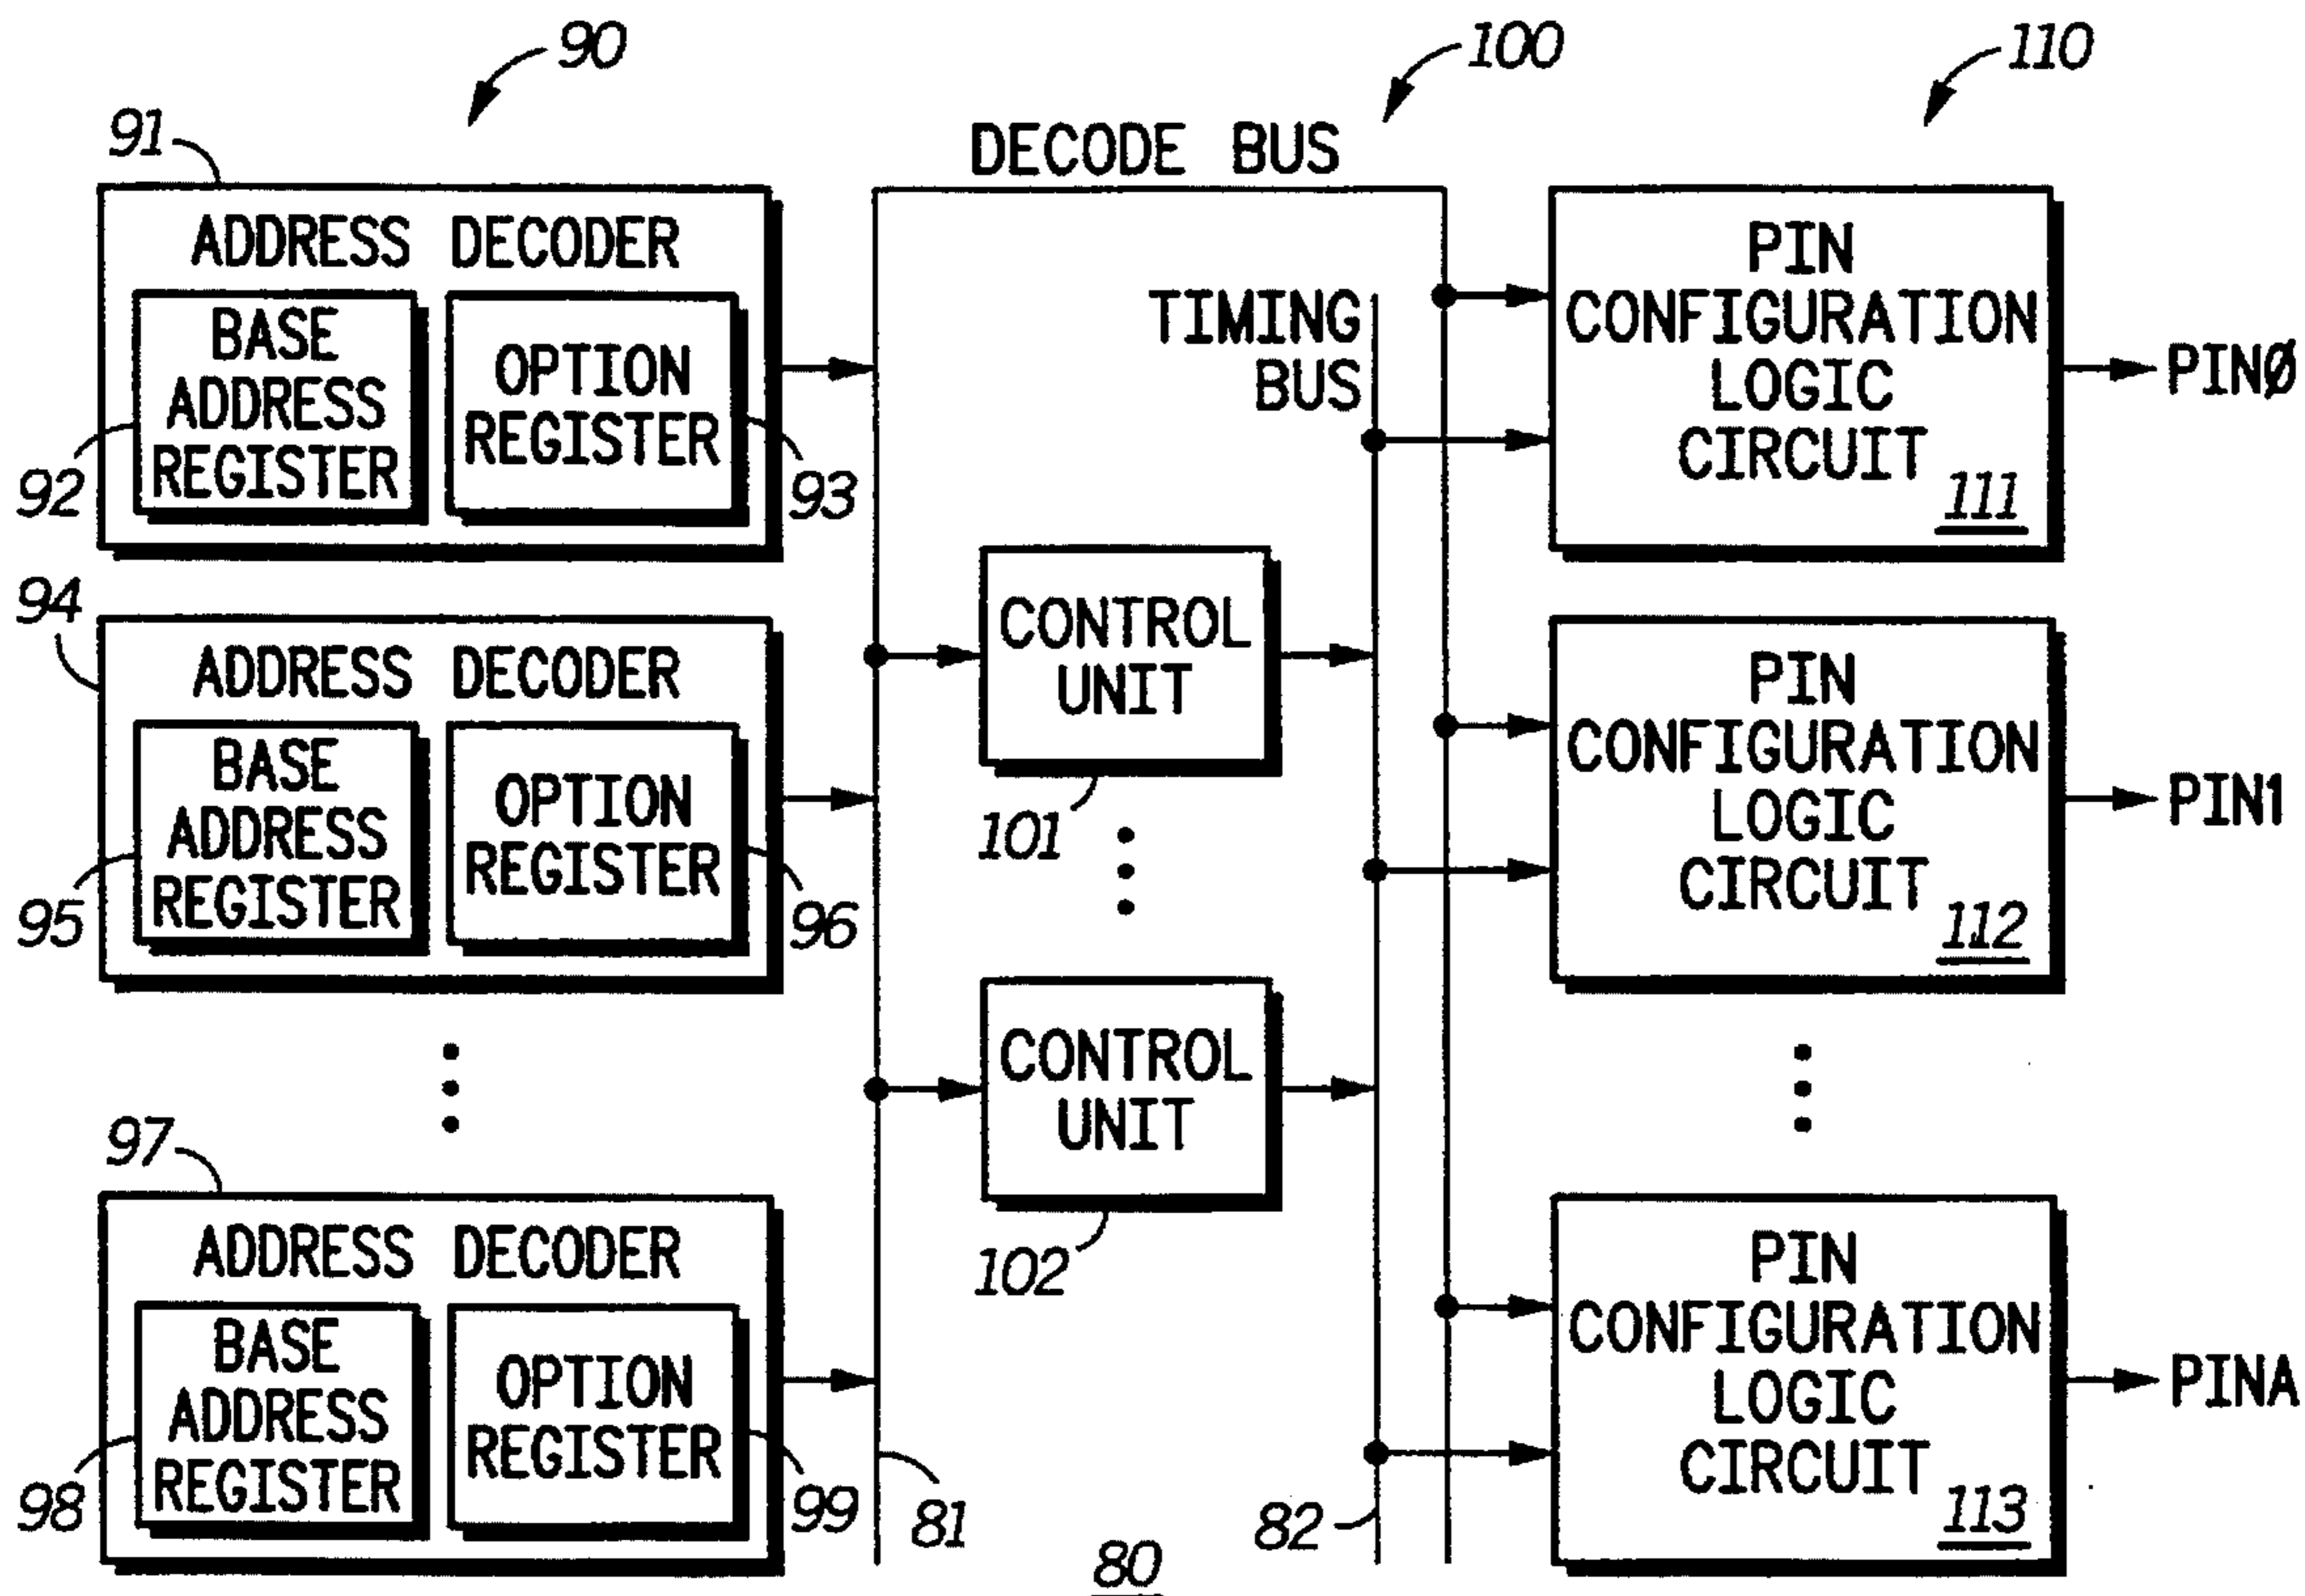 90
100
110
91
DECODE BUS
ADDRESS DECODER
BASE
ADDRESS
REGISTER
OPTION
REGISTER
92
93
TIMING
BUS
PIN
CONFIGURATION
LOGIC
CIRCUIT
111
PINØ
94
ADDRESS DECODER
BASE
ADDRESS
REGISTER
OPTION
REGISTER
95
96
CONTROL
UNIT
101
PIN
CONFIGURATION
LOGIC
CIRCUIT
112
PIN1
CONTROL
UNIT
102
97
ADDRESS DECODER
BASE
ADDRESS
REGISTER
OPTION
REGISTER
98
99
81
82
PIN
CONFIGURATION
LOGIC
CIRCUIT
113
PINA
80